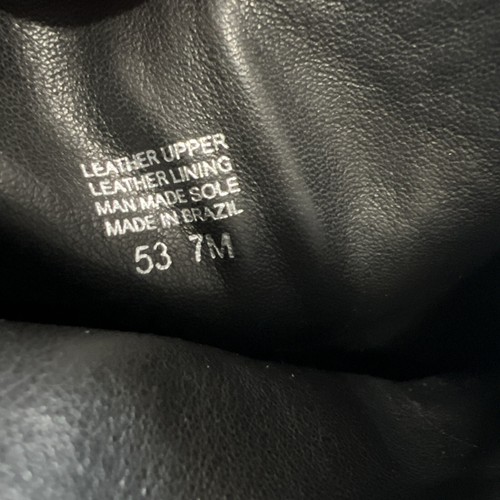 LEATHER UPPER
LEATHER LINING
MAN MADE SOLE
MADE IN BRAZIL
53 7M